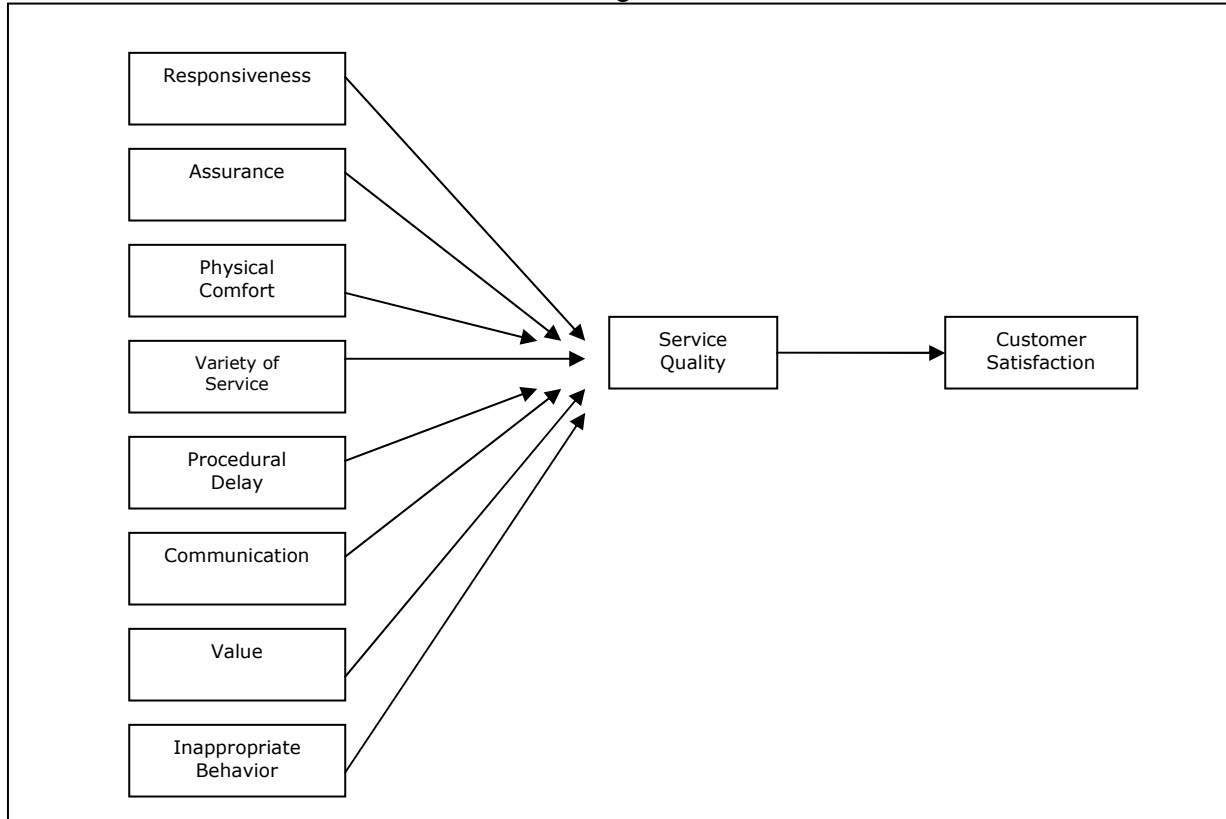 Responsiveness
Assurance
Physical
Comfort
Variety of
Service
Procedural
Delay
Communication
Value
Inappropriate
Behavior
Service
Quality
Customer
Satisfaction